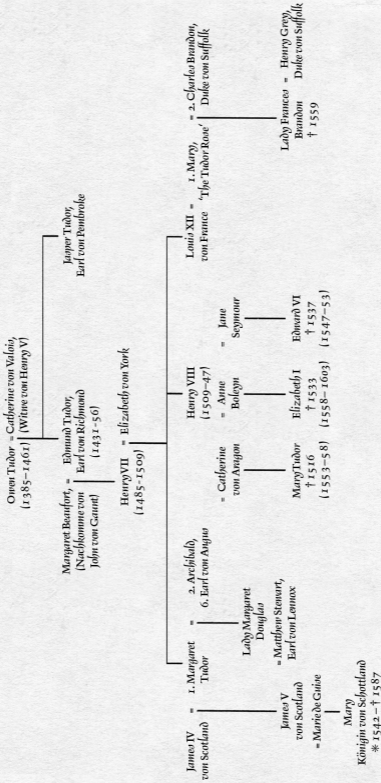 Owen Tudor = Catherine von Valois,
(1385–1461) (Witwe von Henry V)
Margaret Beaufort, = Edmund Tudor,
(Nachkomme von Earl von Richmond
John von Gaunt) (1431-56)
Jasper Tudor,
Earl von Pembroke
Henry VII = Elizabeth von York
(1485-1509)
James IV = 1. Margaret = 2. Archibald,
von Scotland Tudor 6. Earl von Angus
Henry VIII
(1509–47)
Louis XII = 1. Mary, = 2. Charles Brandon,
von France 'The Tudor Rose' Duke von Suffolk
Lady Margaret
Douglas
= Matthew Stewart,
Earl von Lennox
= Catherine = Anne = Jane
von Aragon Boleyn Seymour
James V
von Scotland
= Marie de Guise
Mary Tudor
† 1516
(1553–58)
Elizabeth I
† 1533
(1558–1603)
Edward VI
† 1537
(1547–53)
Lady Frances = Henry Grey,
Brandon Duke von Suffolk
† 1559
Mary
Königin von Schottland
* 1542 – † 1587